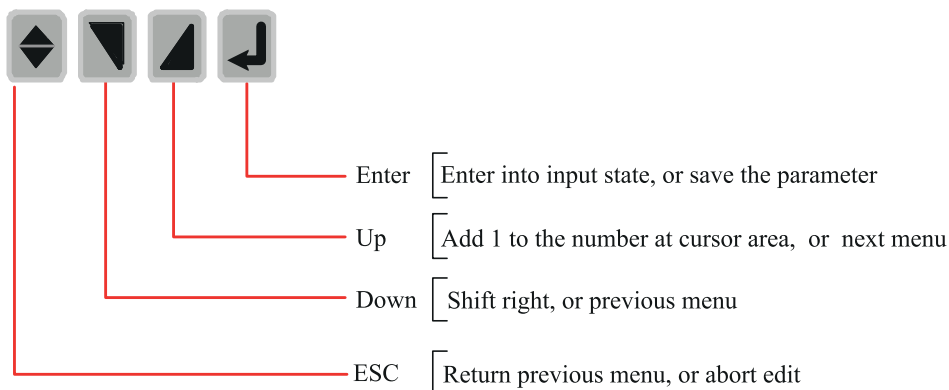 Enter Enter into input state, or save the parameter
Up Add 1 to the number at cursor area, or next menu
Down Shift right, or previous menu
ESC Return previous menu, or abort edit